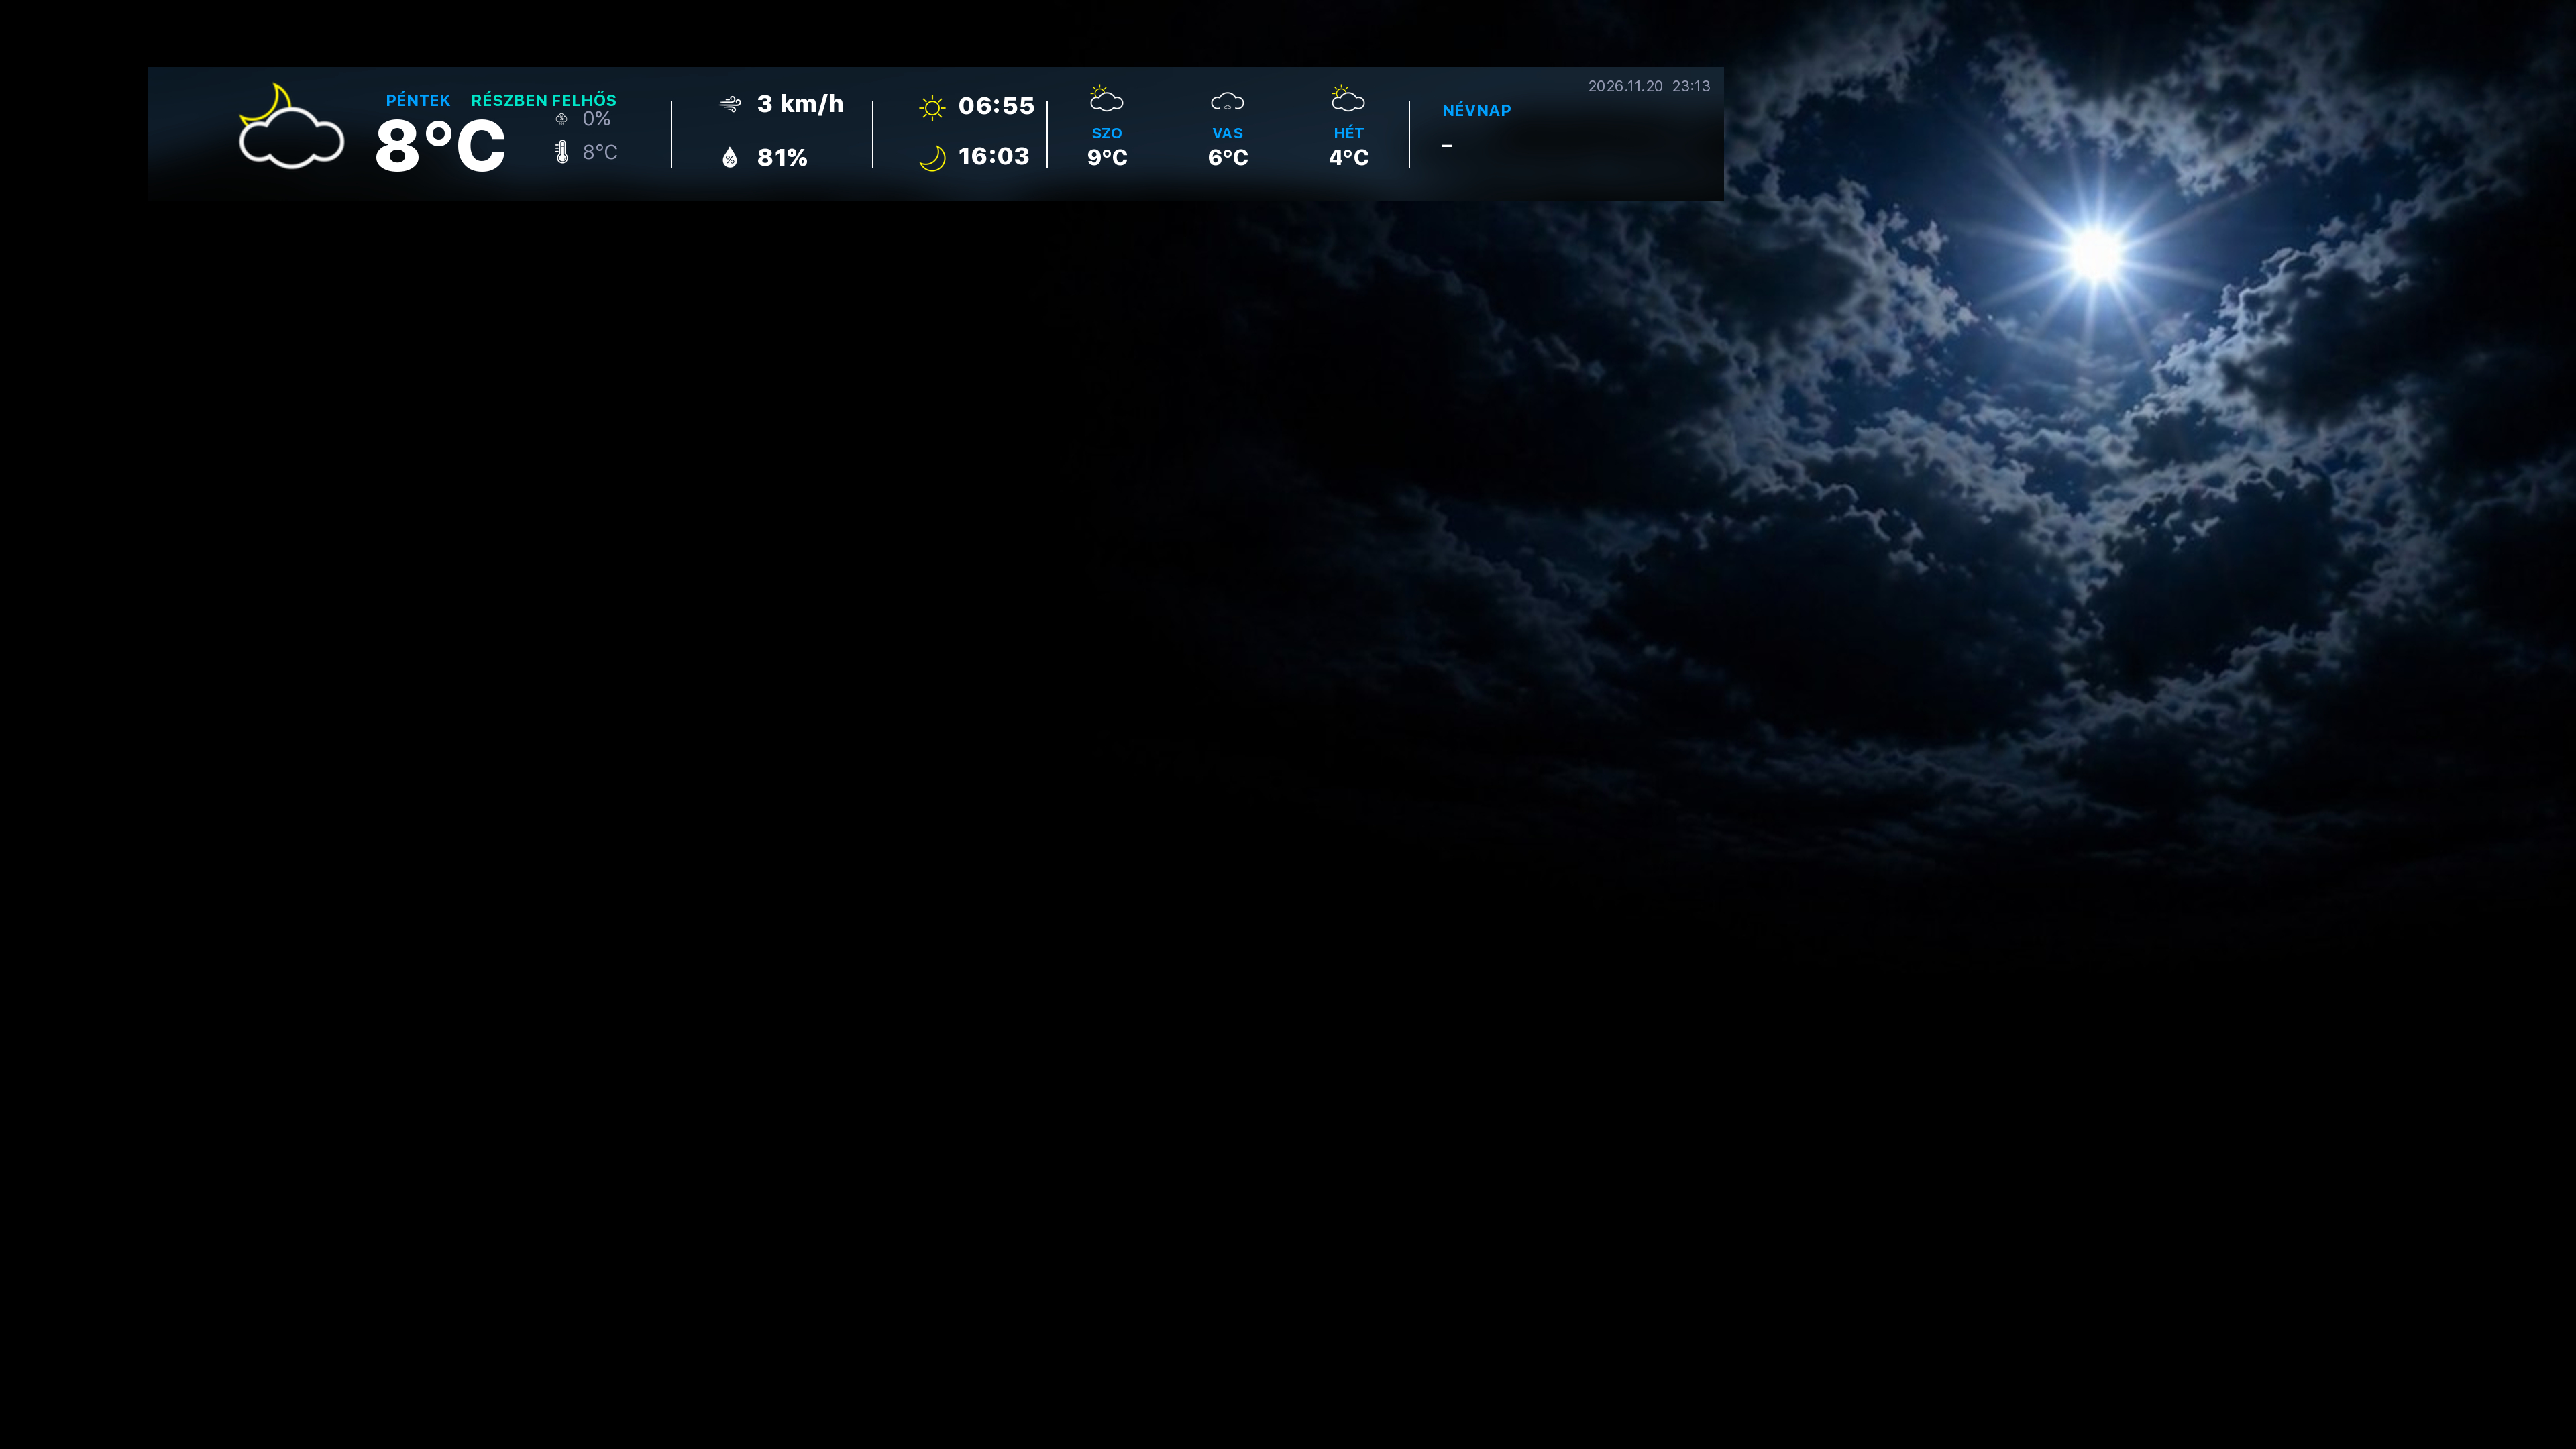 PÉNTEK RÉSZBEN FELHŐS
8°C
0%
8°C
3 km/h
81%
06:55
16:03
SZO
9°C
VAS
6°C
HÉT
4°C
2026.11.20 23:13
NÉVNAP
–